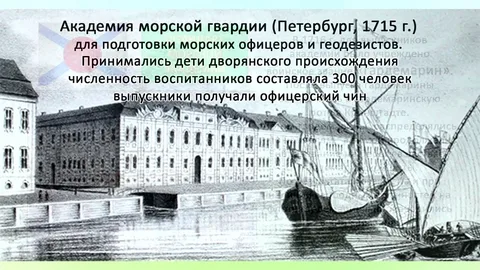 Академия морской гвардии (Петербург, 1715 г.)
для подготовки морских офицеров и геодезистов.
Принимались дети дворянского происхождения
численность воспитанников составляла 300 человек
выпускники получали офицерский чин